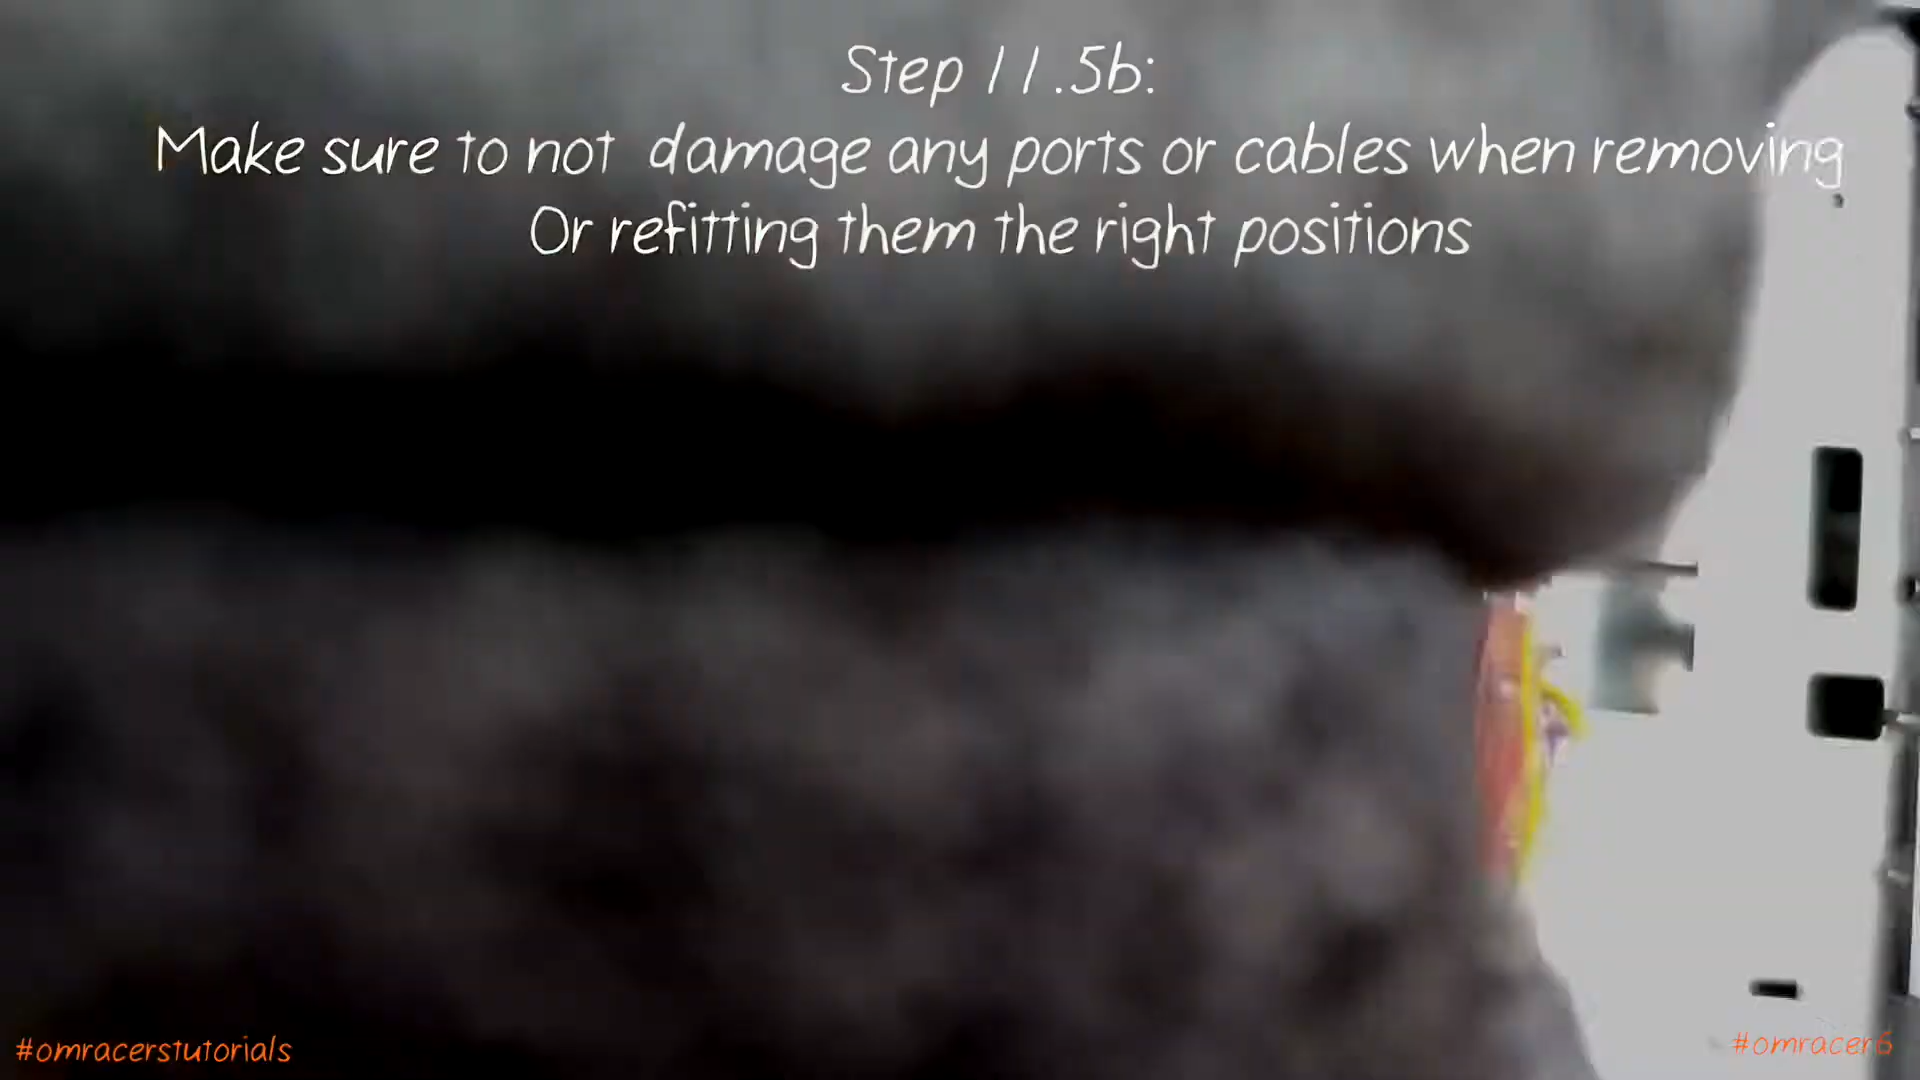 Step 11.5b:
Make sure to not damage any ports or cables when removing
Or refitting them the right positions
#omracerstutorials
#omracer6